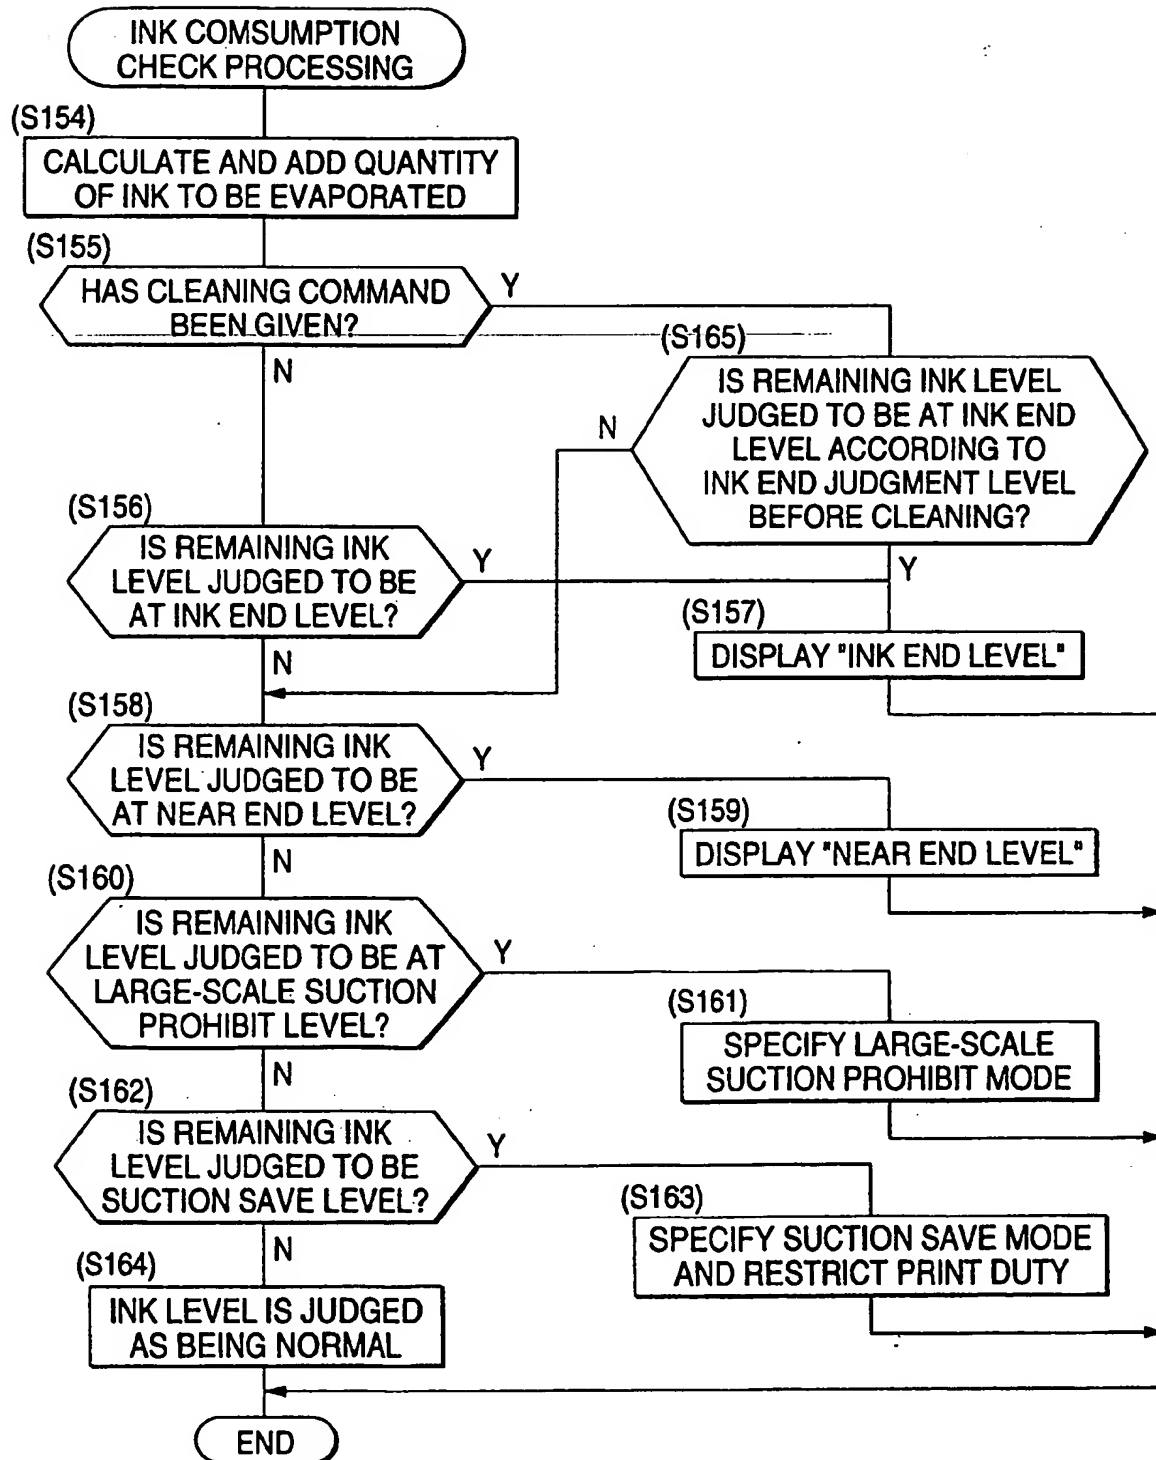 INK COMSUMPTION
CHECK PROCESSING
(S154)
CALCULATE AND ADD QUANTITY
OF INK TO BE EVAPORATED
(S155)
HAS CLEANING COMMAND
BEEN GIVEN?
Y
N
(S165)
IS REMAINING INK LEVEL
JUDGED TO BE AT INK END
LEVEL ACCORDING TO
INK END JUDGMENT LEVEL
BEFORE CLEANING?
N
Y
(S156)
IS REMAINING INK
LEVEL JUDGED TO BE
AT INK END LEVEL?
Y
N
(S157)
DISPLAY "INK END LEVEL"
(S158)
IS REMAINING INK
LEVEL JUDGED TO BE
AT NEAR END LEVEL?
Y
N
(S159)
DISPLAY "NEAR END LEVEL"
(S160)
IS REMAINING INK
LEVEL JUDGED TO BE AT
LARGE-SCALE SUCTION
PROHIBIT LEVEL?
Y
N
(S161)
SPECIFY LARGE-SCALE
SUCTION PROHIBIT MODE
(S162)
IS REMAINING INK
LEVEL JUDGED TO BE
SUCTION SAVE LEVEL?
Y
N
(S163)
SPECIFY SUCTION SAVE MODE
AND RESTRICT PRINT DUTY
(S164)
INK LEVEL IS JUDGED
AS BEING NORMAL
END